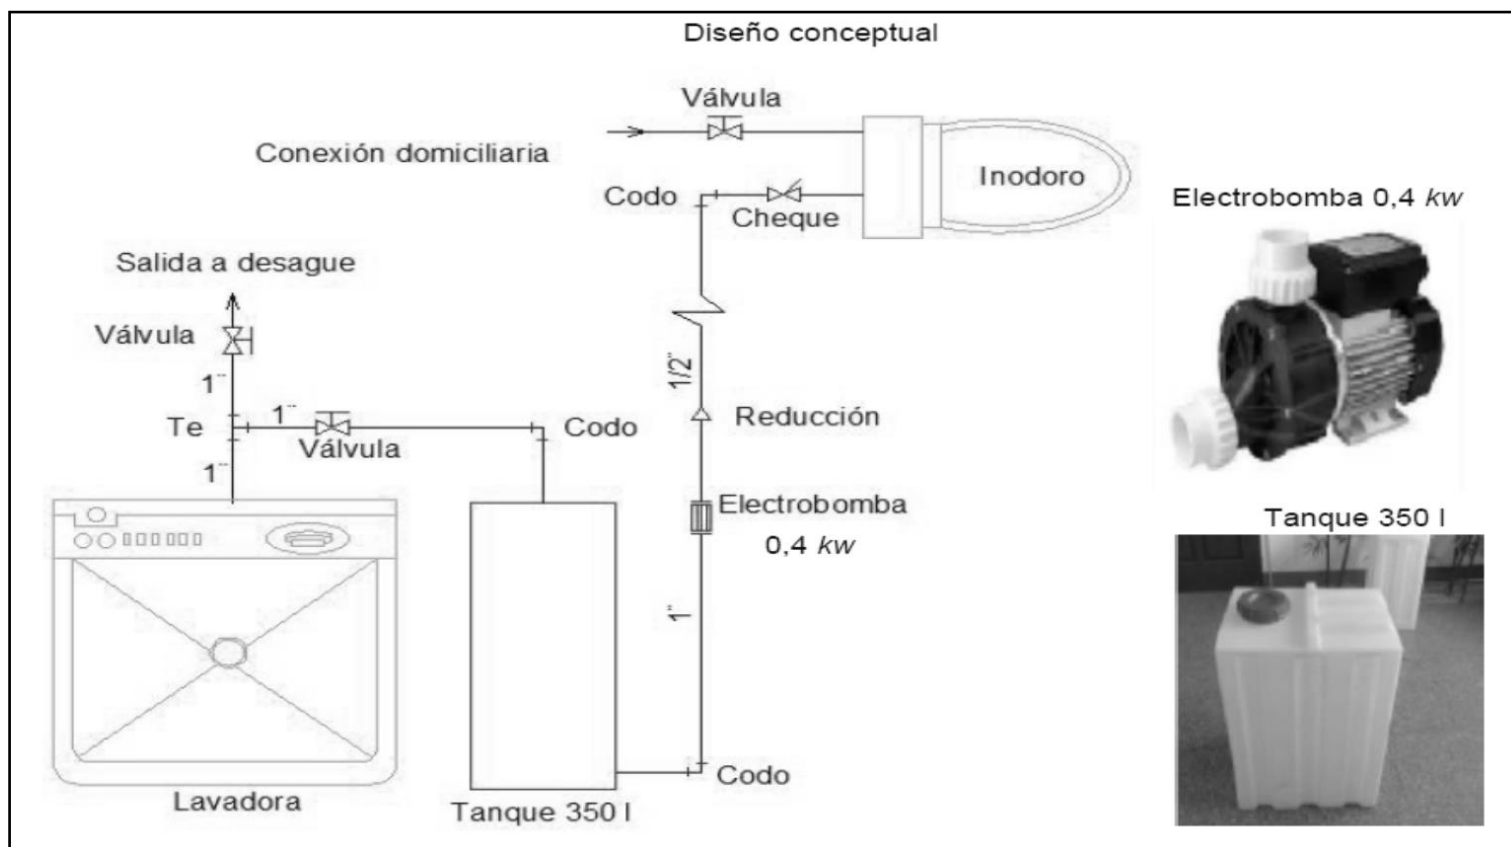 Diseño conceptual
Válvula
Conexión domiciliaria
Inodoro
Codo
Cheque
Electrobomba 0,4 kw
Salida a desague
Válvula
1¨
1/2¨
Te
1¨
Codo
Reducción
Válvula
1¨
Electrobomba
0,4 kw
Tanque 350 l
1¨
Codo
Lavadora
Tanque 350 l